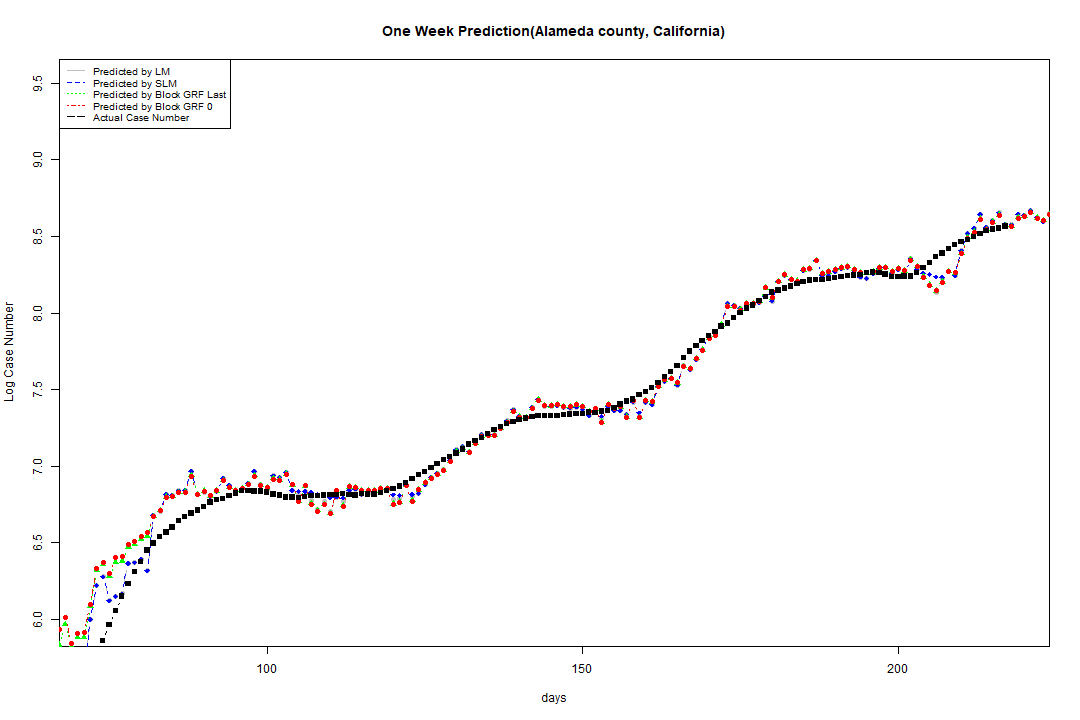 One Week Prediction(Alameda county, California)
Predicted by LM
Predicted by SLM
Predicted by Block GRF Last
Predicted by Block GRF 0
Actual Case Number
9.5
9.0
8.5
8.0
7.5
7.0
6.5
6.0
Log Case Number
100 150 200
days